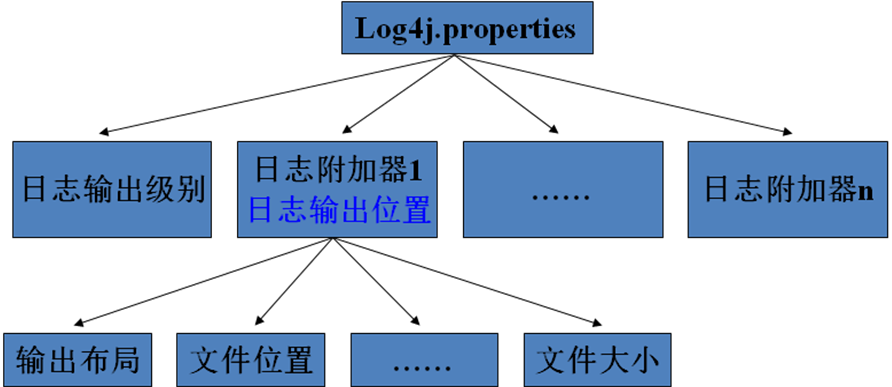 Log4j.properties
日志输出级别
日志附加器1
日志输出位置
……
日志附加器n
输出布局
文件位置
……
文件大小